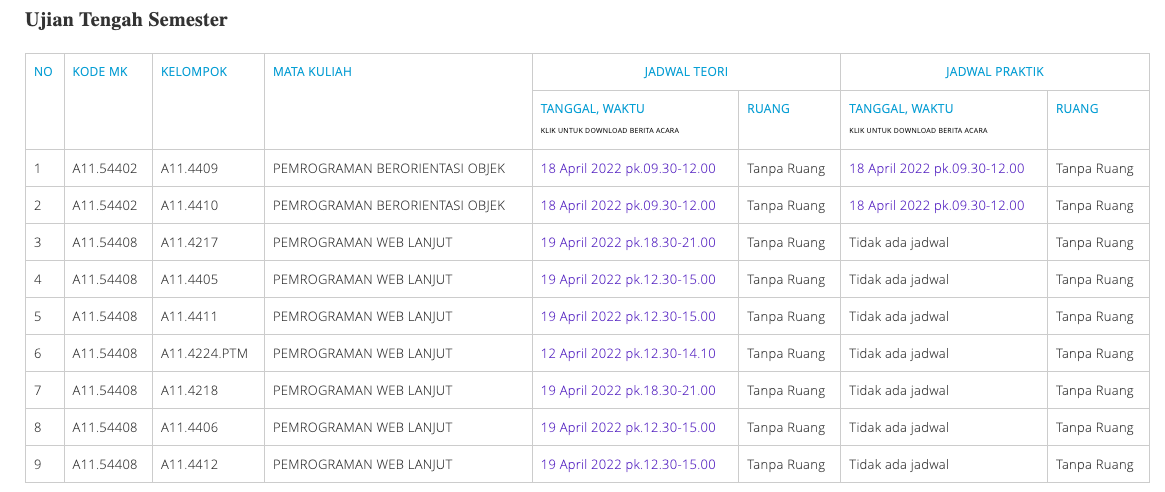 Ujian Tengah Semester
NO KODE MK KELOMPOK MATA KULIAH JADWAL TEORI JADWAL PRAKTIK
TANGGAL, WAKTU RUANG TANGGAL, WAKTU RUANG
KLIK UNTUK DOWNLOAD BERITA ACARA KLIK UNTUK DOWNLOAD BERITA ACARA
1 A11.54402 A11.4409 PEMROGRAMAN BERORIENTASI OBJEK 18 April 2022 pk.09.30-12.00 Tanpa Ruang 18 April 2022 pk.09.30-12.00 Tanpa Ruang
2 A11.54402 A11.4410 PEMROGRAMAN BERORIENTASI OBJEK 18 April 2022 pk.09.30-12.00 Tanpa Ruang 18 April 2022 pk.09.30-12.00 Tanpa Ruang
3 A11.54408 A11.4217 PEMROGRAMAN WEB LANJUT 19 April 2022 pk.18.30-21.00 Tanpa Ruang Tidak ada jadwal Tanpa Ruang
4 A11.54408 A11.4405 PEMROGRAMAN WEB LANJUT 19 April 2022 pk.12.30-15.00 Tanpa Ruang Tidak ada jadwal Tanpa Ruang
5 A11.54408 A11.4411 PEMROGRAMAN WEB LANJUT 19 April 2022 pk.12.30-15.00 Tanpa Ruang Tidak ada jadwal Tanpa Ruang
6 A11.54408 A11.4224.PTM PEMROGRAMAN WEB LANJUT 12 April 2022 pk.12.30-14.10 Tanpa Ruang Tidak ada jadwal Tanpa Ruang
7 A11.54408 A11.4218 PEMROGRAMAN WEB LANJUT 19 April 2022 pk.18.30-21.00 Tanpa Ruang Tidak ada jadwal Tanpa Ruang
8 A11.54408 A11.4406 PEMROGRAMAN WEB LANJUT 19 April 2022 pk.12.30-15.00 Tanpa Ruang Tidak ada jadwal Tanpa Ruang
9 A11.54408 A11.4412 PEMROGRAMAN WEB LANJUT 19 April 2022 pk.12.30-15.00 Tanpa Ruang Tidak ada jadwal Tanpa Ruang